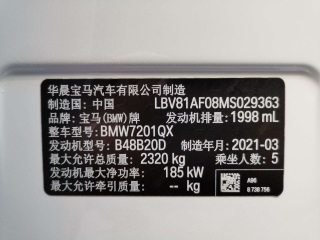 华晨宝马汽车有限公司制造
制造国: 中国 LBV81AF08MS029363
品牌: 宝马(BMW)牌 发动机排量: 1998 mL
整车型号: BMW7201QX
发动机型号: B48B20D 制造年月: 2021-03
最大允许总质量: 2320 kg 乘坐人数: 5
发动机最大净功率: 185 kW A96
最大允许牵引质量: -- kg 8 738 756